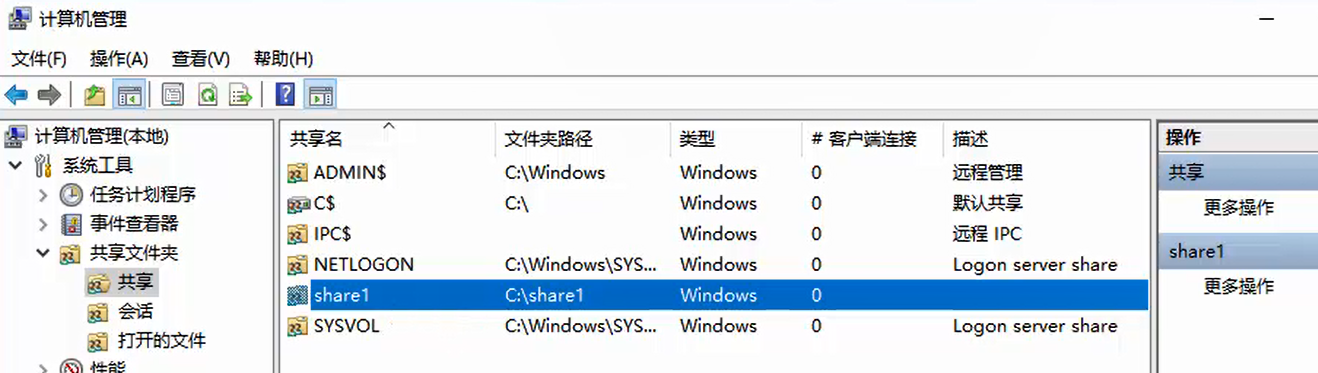 计算机管理
文件(F) 操作(A) 查看(V) 帮助(H)
计算机管理(本地)
系统工具
任务计划程序
事件查看器
共享文件夹
共享
会话
打开的文件
性能
共享名 文件夹路径 类型 # 客户端连接 描述
ADMIN$ C:\Windows Windows 0 远程管理
C$ C:\ Windows 0 默认共享
IPC$ Windows 0 远程 IPC
NETLOGON C:\Windows\SYS... Windows 0 Logon server share
share1 C:\share1 Windows 0
SYSVOL C:\Windows\SYS... Windows 0 Logon server share
操作
共享
更多操作
share1
更多操作